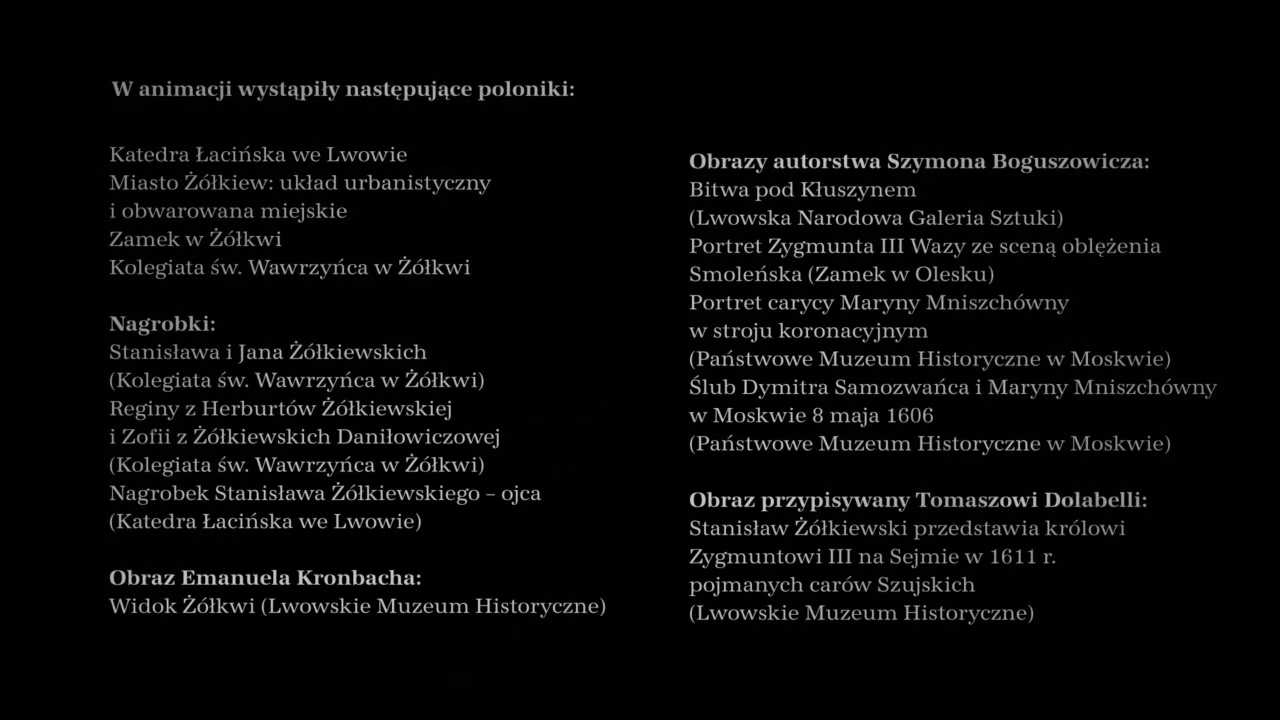 W animacji wystąpiły następujące poloniki:
Katedra Łacińska we Lwowie
Miasto Żółkiew: układ urbanistyczny
i obwarowana miejskie
Zamek w Żółkwi
Kolegiata św. Wawrzyńca w Żółkwi
Nagrobki:
Stanisława i Jana Żółkiewskich
(Kolegiata św. Wawrzyńca w Żółkwi)
Reginy z Herburtów Żółkiewskiej
i Zofii z Żółkiewskich Daniłowiczowej
(Kolegiata św. Wawrzyńca w Żółkwi)
Nagrobek Stanisława Żółkiewskiego – ojca
(Katedra Łacińska we Lwowie)
Obraz Emanuela Kronbacha:
Widok Żółkwi (Lwowskie Muzeum Historyczne)
Obrazy autorstwa Szymona Boguszowicza:
Bitwa pod Kłuszynem
(Lwowska Narodowa Galeria Sztuki)
Portret Zygmunta III Wazy ze sceną oblężenia
Smoleńska (Zamek w Olesku)
Portret carycy Maryny Mniszchówny
w stroju koronacyjnym
(Państwowe Muzeum Historyczne w Moskwie)
Ślub Dymitra Samozwańca i Maryny Mniszchówny
w Moskwie 8 maja 1606
(Państwowe Muzeum Historyczne w Moskwie)
Obraz przypisywany Tomaszowi Dolabelli:
Stanisław Żółkiewski przedstawia królowi
Zygmuntowi III na Sejmie w 1611 r.
pojmanych carów Szujskich
(Lwowskie Muzeum Historyczne)